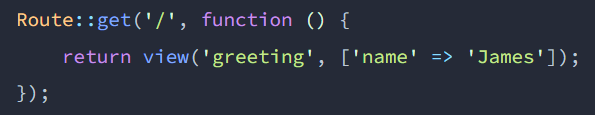 Route::get('/', function () {
    return view('greeting', ['name' => 'James']);
});